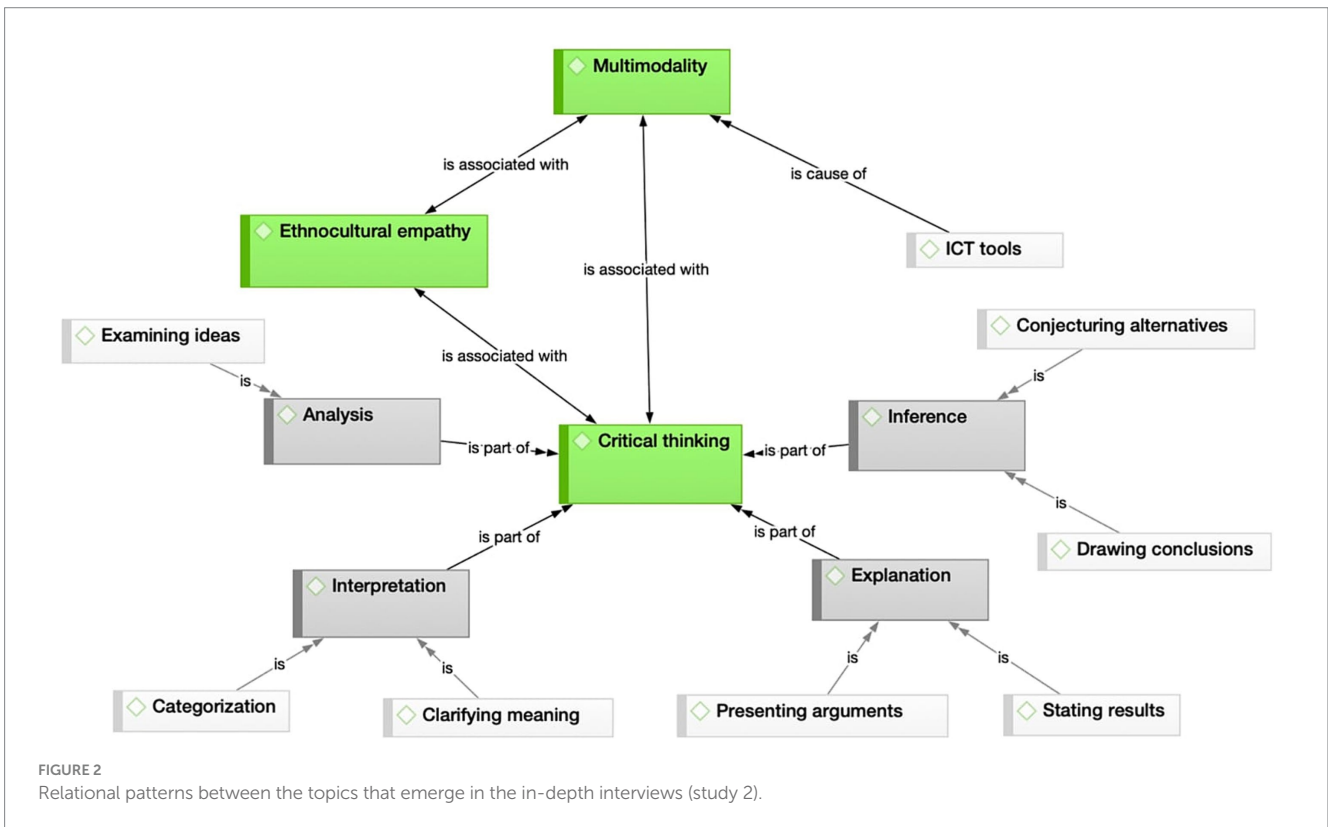 Multimodality
is associated with
is cause of
Ethnocultural empathy
ICT tools
is associated with
Examining ideas
Conjecturing alternatives
is associated with
is
is
Analysis
Inference
Critical thinking
is part of
is part of
is
is part of
is part of
Drawing conclusions
Interpretation
Explanation
is
is
is
is
Categorization
Clarifying meaning
Presenting arguments
Stating results
FIGURE 2
Relational patterns between the topics that emerge in the in-depth interviews (study 2).